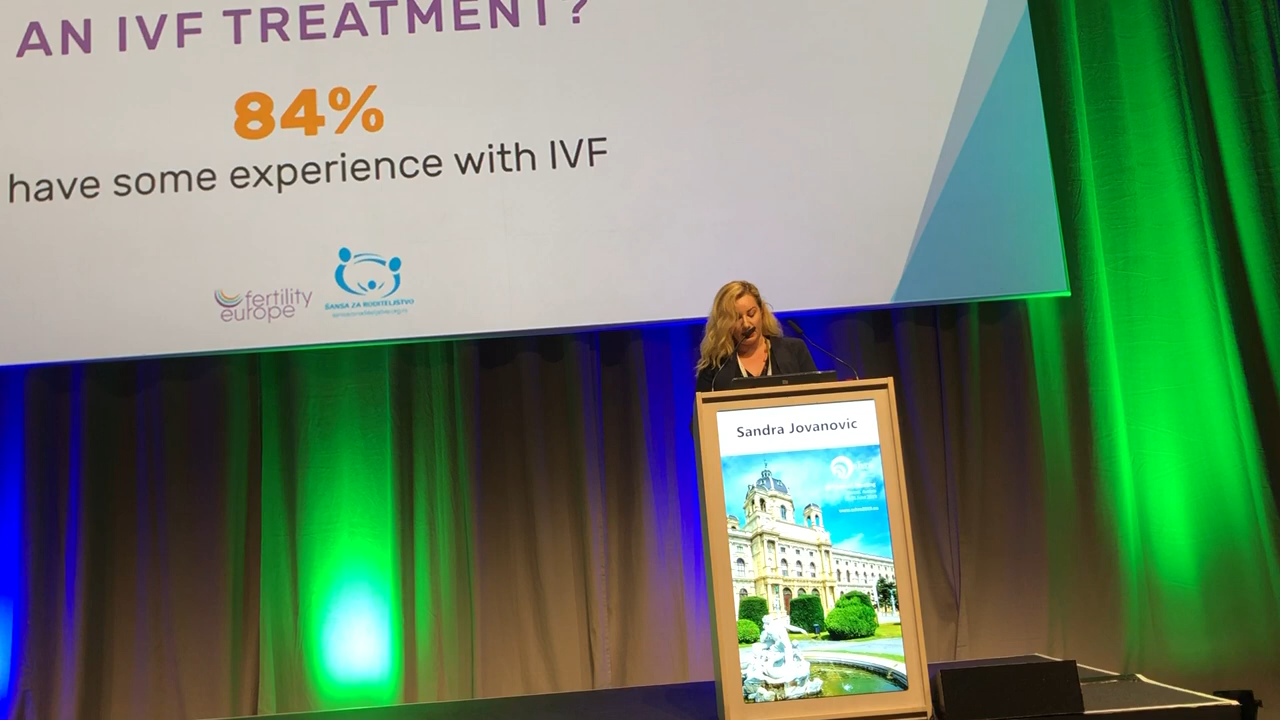 AN IVF TREATMENT?
84%
have some experience with IVF
fertility
europe
ŠANSA ZA RODITELJSTVO
Sandra Jovanovic